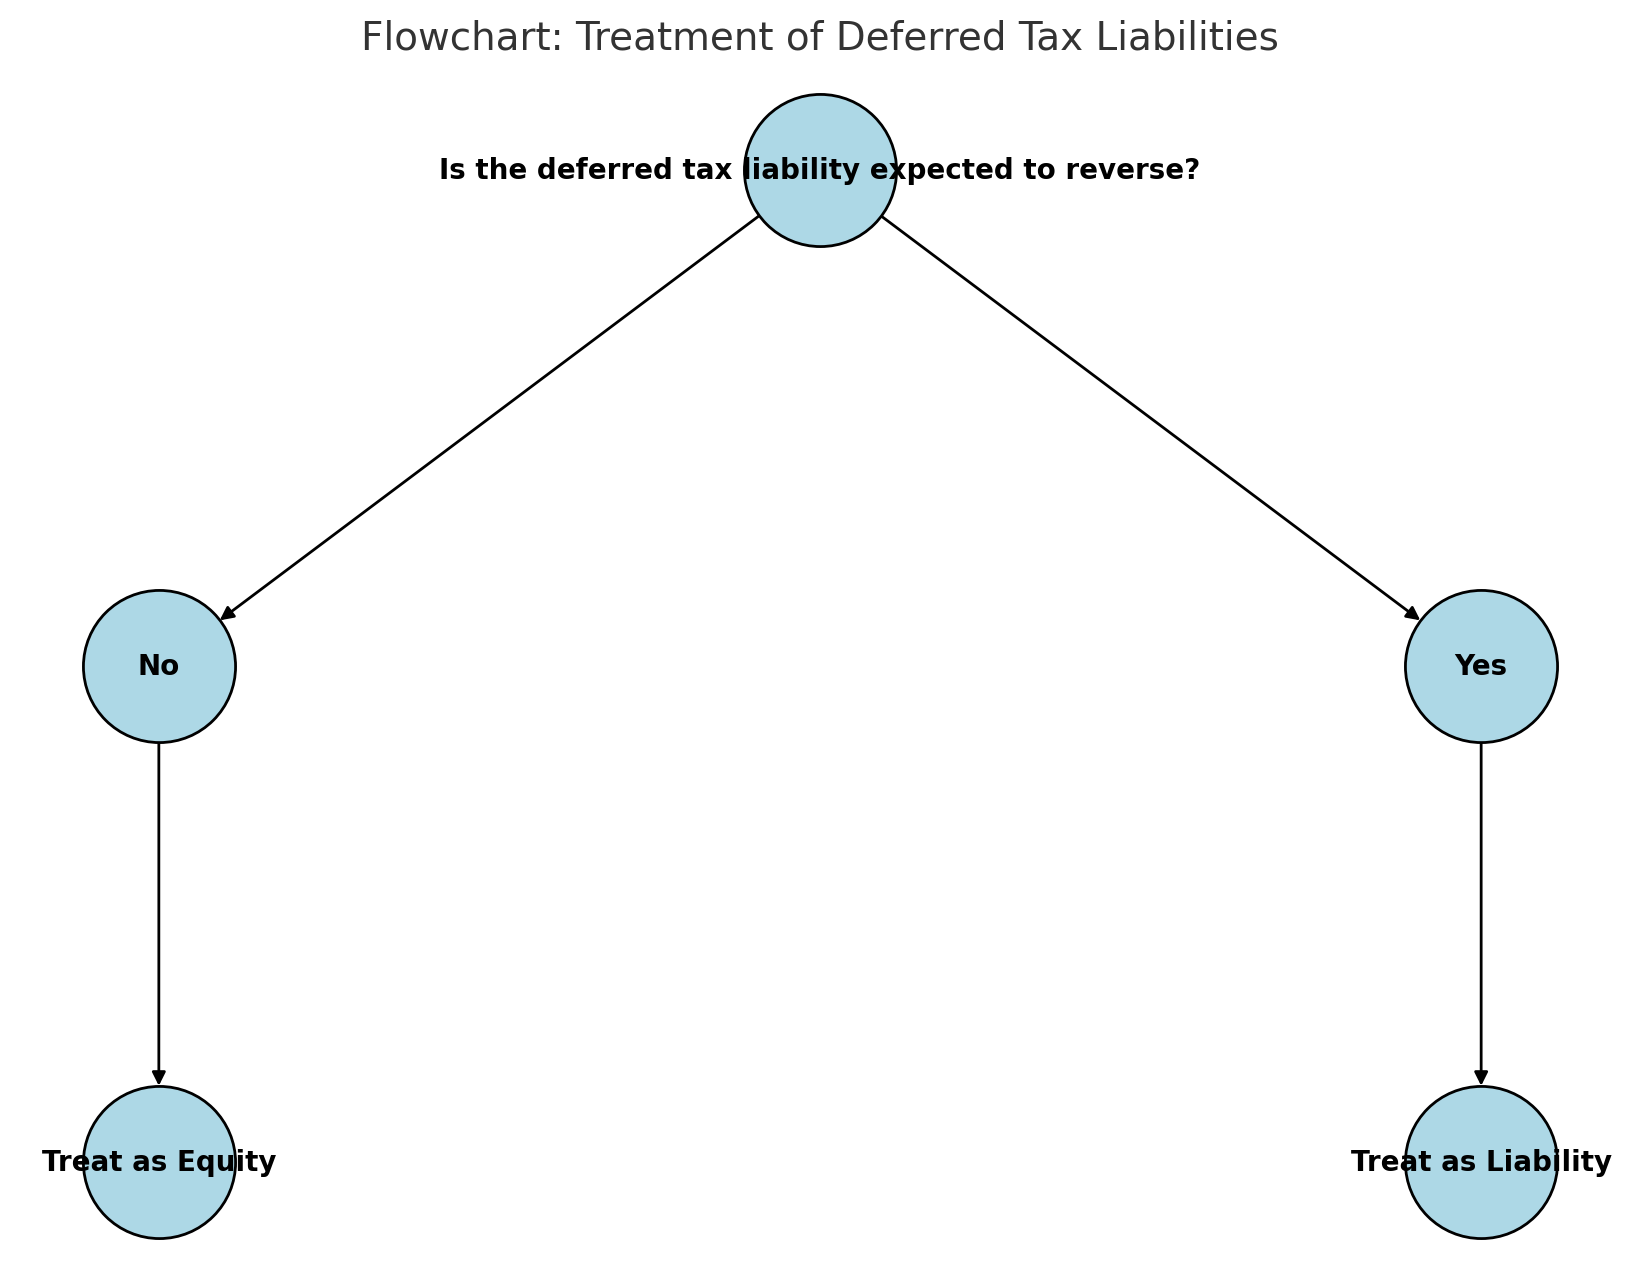 Flowchart: Treatment of Deferred Tax Liabilities
Is the deferred tax liability expected to reverse?
No
Yes
Treat as Equity
Treat as Liability